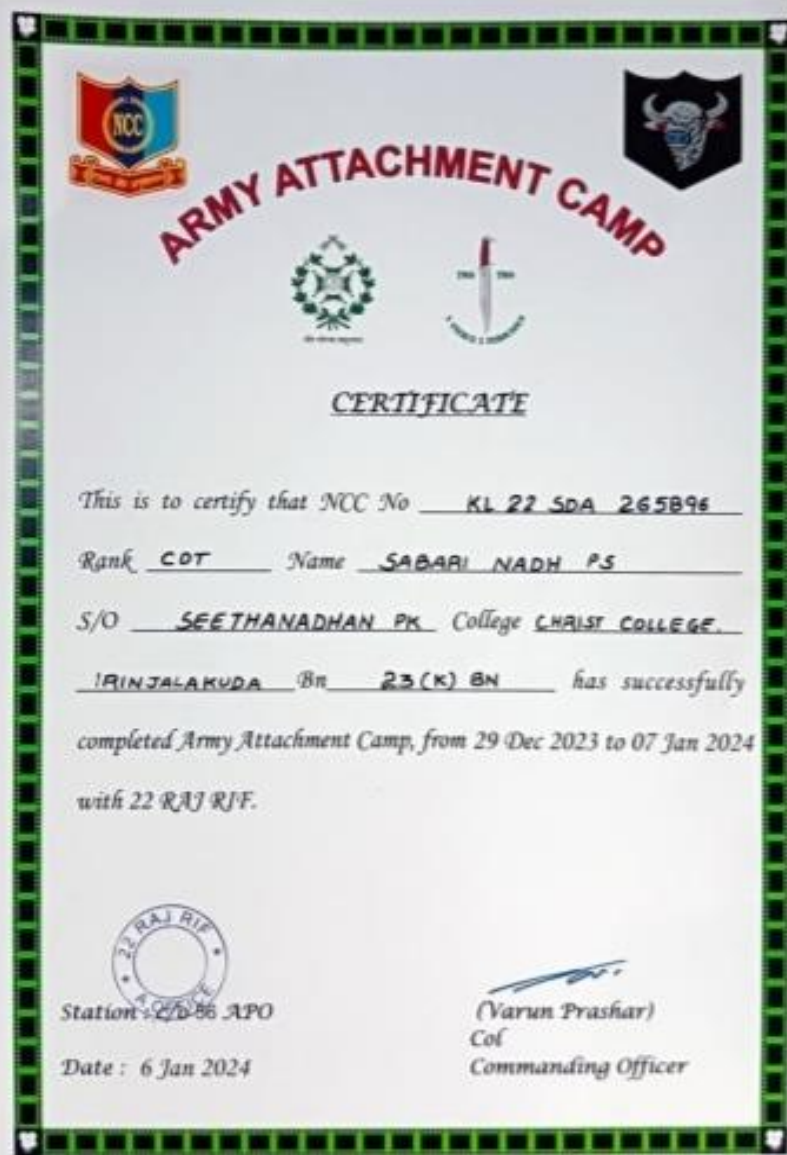 NCC
ARMY ATTACHMENT CAMP
CERTIFICATE
This is to certify that NCC No KL 22 SDA 265896
Rank CDT Name SABARI NADH PS
S/O SEETHANADHAN PK College CHRIST COLLEGE.
IRINJALAKUDA Bn 23 (K) BN has successfully
completed Army Attachment Camp, from 29 Dec 2023 to 07 Jan 2024
with 22 RAJ RIF.
22 RAJ RIF
A OFFICE
Station : C/o 56 APO
(Varun Prashar)
Col
Date : 6 Jan 2024
Commanding Officer